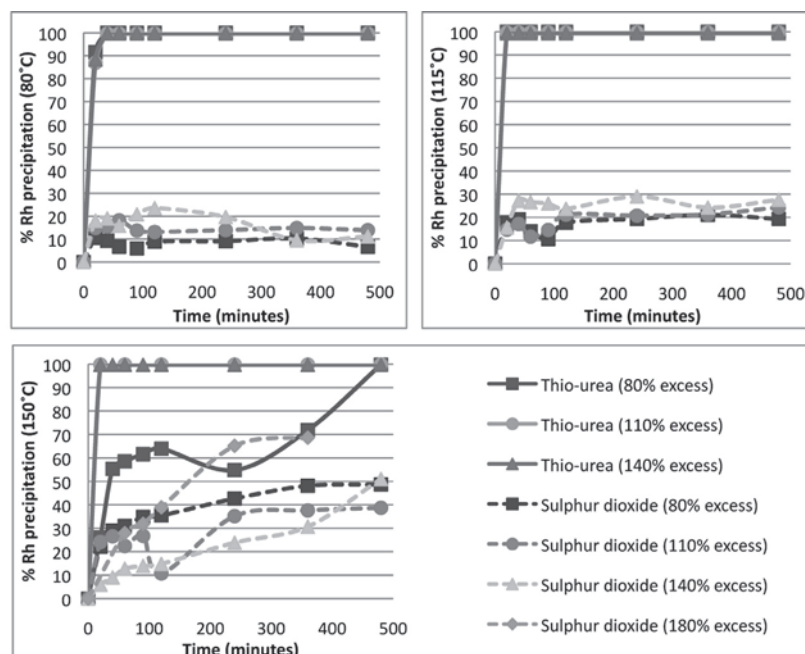 % Rh precipitation (80˚C)
100
90
80
70
60
50
40
30
20
10
0
0 100 200 300 400 500
Time (minutes)
% Rh precipitation (115˚C)
100
90
80
70
60
50
40
30
20
10
0
0 100 200 300 400 500
Time (minutes)
% Rh precipitation (150˚C)
100
90
80
70
60
50
40
30
20
10
0
0 100 200 300 400 500
Time (minutes)
Thio-urea (80% excess)
Thio-urea (110% excess)
Thio-urea (140% excess)
Sulphur dioxide (80% excess)
Sulphur dioxide (110% excess)
Sulphur dioxide (140% excess)
Sulphur dioxide (180% excess)